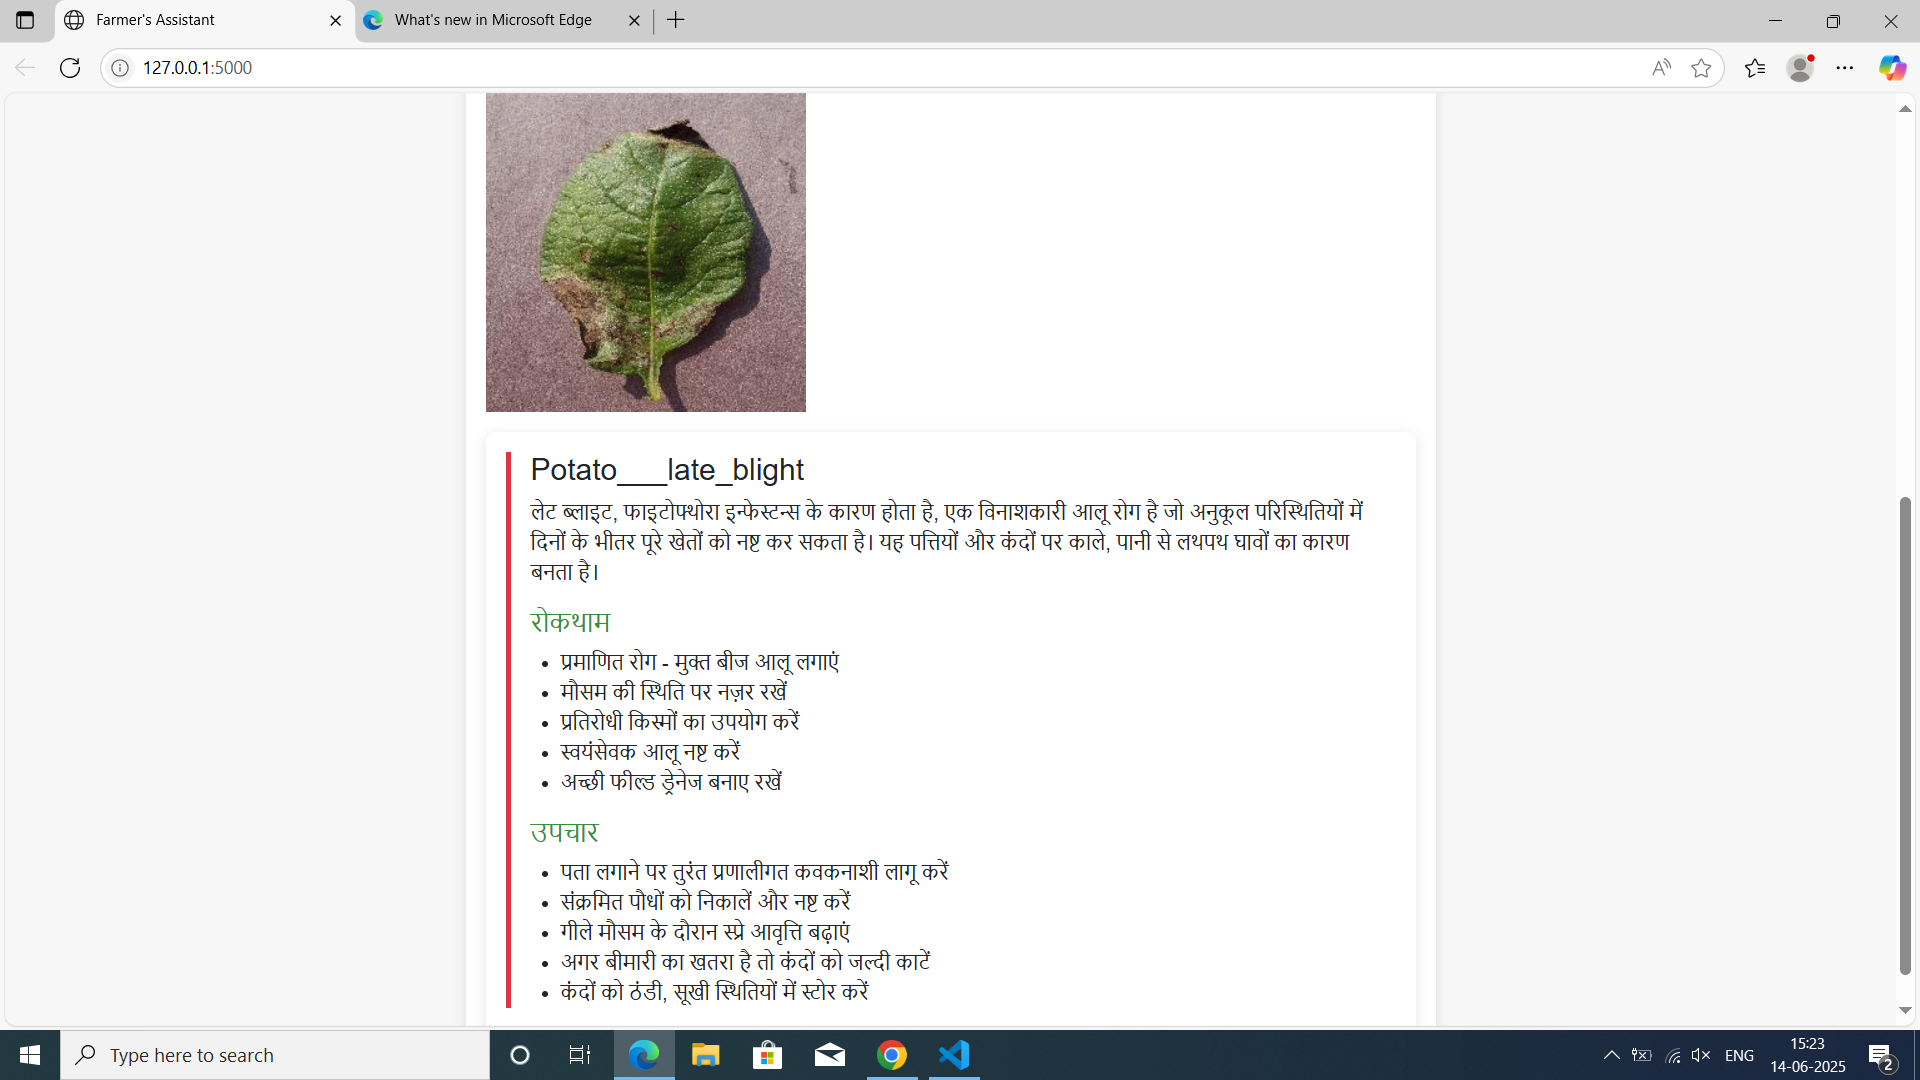 Farmer's Assistant
What's new in Microsoft Edge
127.0.0.1:5000
Potato___late_blight
लेट ब्लाइट, फाइटोफ्थोरा इन्फेस्टन्स के कारण होता है, एक विनाशकारी आलू रोग है जो अनुकूल परिस्थितियों में
दिनों के भीतर पूरे खेतों को नष्ट कर सकता है। यह पत्तियों और कंदों पर काले, पानी से लथपथ घावों का कारण
बनता है।
रोकथाम
• प्रमाणित रोग - मुक्त बीज आलू लगाएं
• मौसम की स्थिति पर नज़र रखें
• प्रतिरोधी किस्मों का उपयोग करें
• स्वयंसेवक आलू नष्ट करें
• अच्छी फील्ड ड्रेनेज बनाए रखें
उपचार
• पता लगाने पर तुरंत प्रणालीगत कवकनाशी लागू करें
• संक्रमित पौधों को निकालें और नष्ट करें
• गीले मौसम के दौरान स्प्रे आवृत्ति बढ़ाएं
• अगर बीमारी का खतरा है तो कंदों को जल्दी काटें
• कंदों को ठंडी, सूखी स्थितियों में स्टोर करें
Type here to search
ENG
15:23
14-06-2025
2